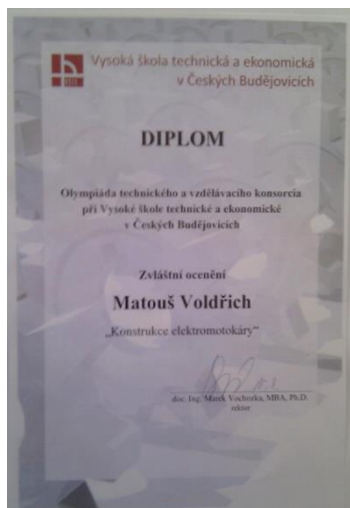 Vysoká škola technická a ekonomická
v Českých Budějovicích
DIPLOM
Olympiáda technického a vzdělávacího konsorcia
při Vysoké škole technické a ekonomické
v Českých Budějovicích
Zvláštní ocenění
Matouš Voldřich
„Konstrukce elektromotokáry“
doc. Ing. Marek Vochozka, MBA, Ph.D.
rektor